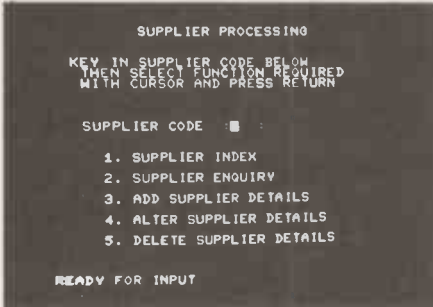 SUPPLIER PROCESSING
KEY IN SUPPLIER CODE BELOW
THEN SELECT FUNCTION REQUIRED
WITH CURSOR AND PRESS RETURN
SUPPLIER CODE : :
1. SUPPLIER INDEX
2. SUPPLIER ENQUIRY
3. ADD SUPPLIER DETAILS
4. ALTER SUPPLIER DETAILS
5. DELETE SUPPLIER DETAILS
READY FOR INPUT